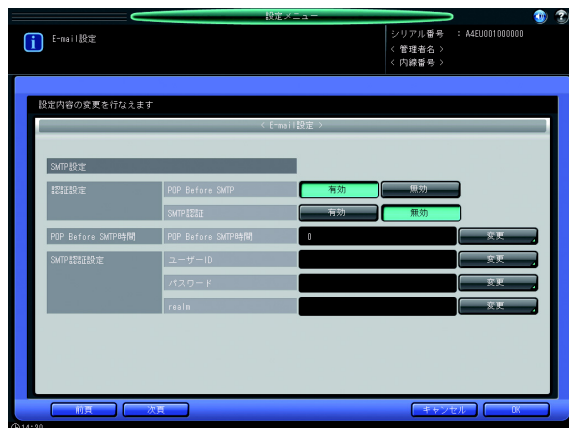 設定メニュー
E-mail設定
シリアル番号 : A4EU001000000
< 管理者名 >
< 内線番号 >
設定内容の変更を行なえます
< E-mail設定 >
SMTP設定
認証設定 POP Before SMTP 有効 無効
SMTP認証 有効 無効
POP Before SMTP時間 POP Before SMTP時間 0 変更
SMTP認証設定 ユーザーID 変更
パスワード 変更
realm 変更
前頁 次頁 キャンセル OK
14:30